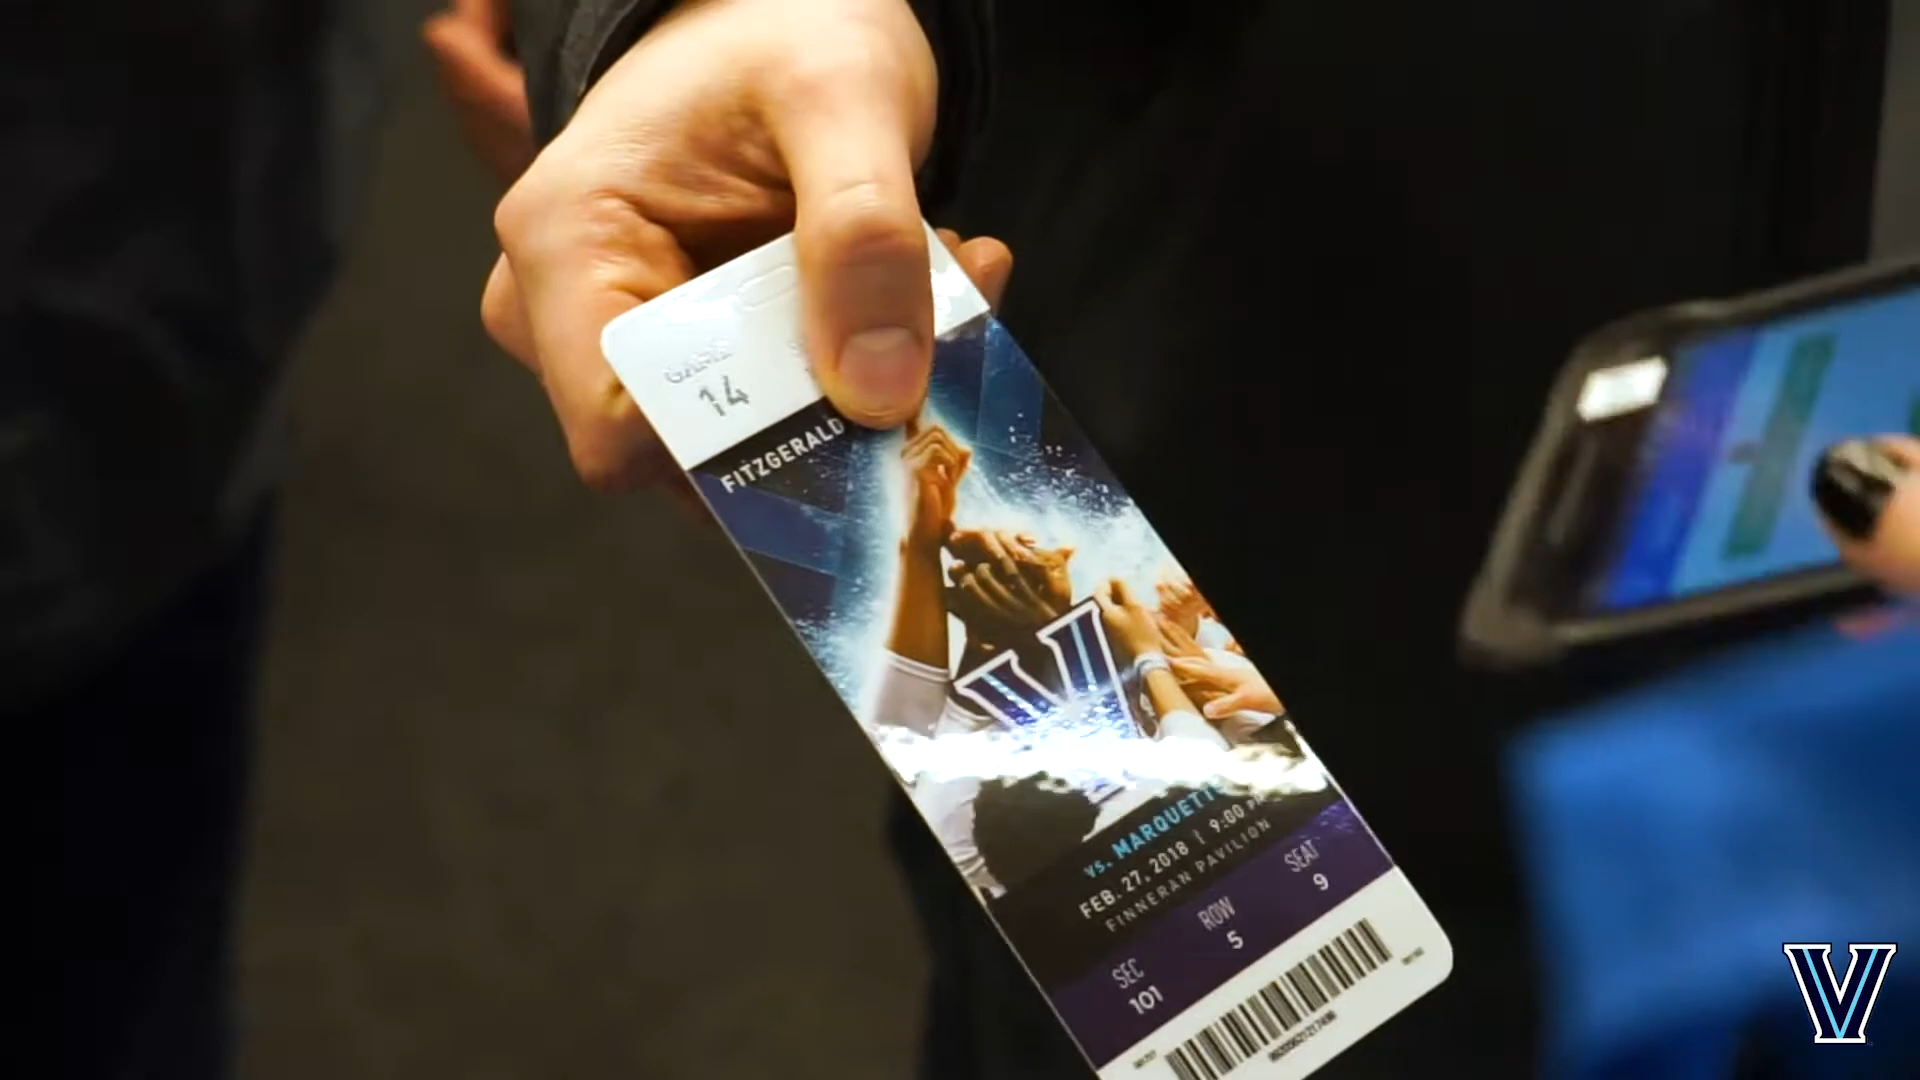 GAME
14
FITZGERALD
V
vs. MARQUETTE
FEB. 27, 2018 | 9:00 PM
FINNERAN PAVILION
SEC
101
ROW
5
SEAT
9
V